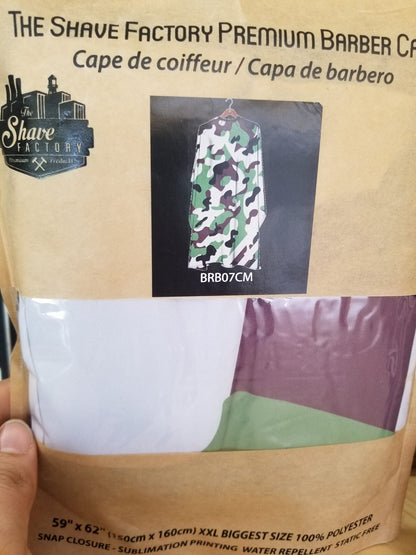 THE SHAVE FACTORY PREMIUM BARBER CA
Cape de coiffeur / Capa de barbero
The
Shave
FACTORY
Premium Products
BRB07CM
59" x 62" (150cm x 160cm) XXL BIGGEST SIZE 100% POLYESTER
SNAP CLOSURE - SUBLIMATION PRINTING WATER REPELLENT STATIC FREE